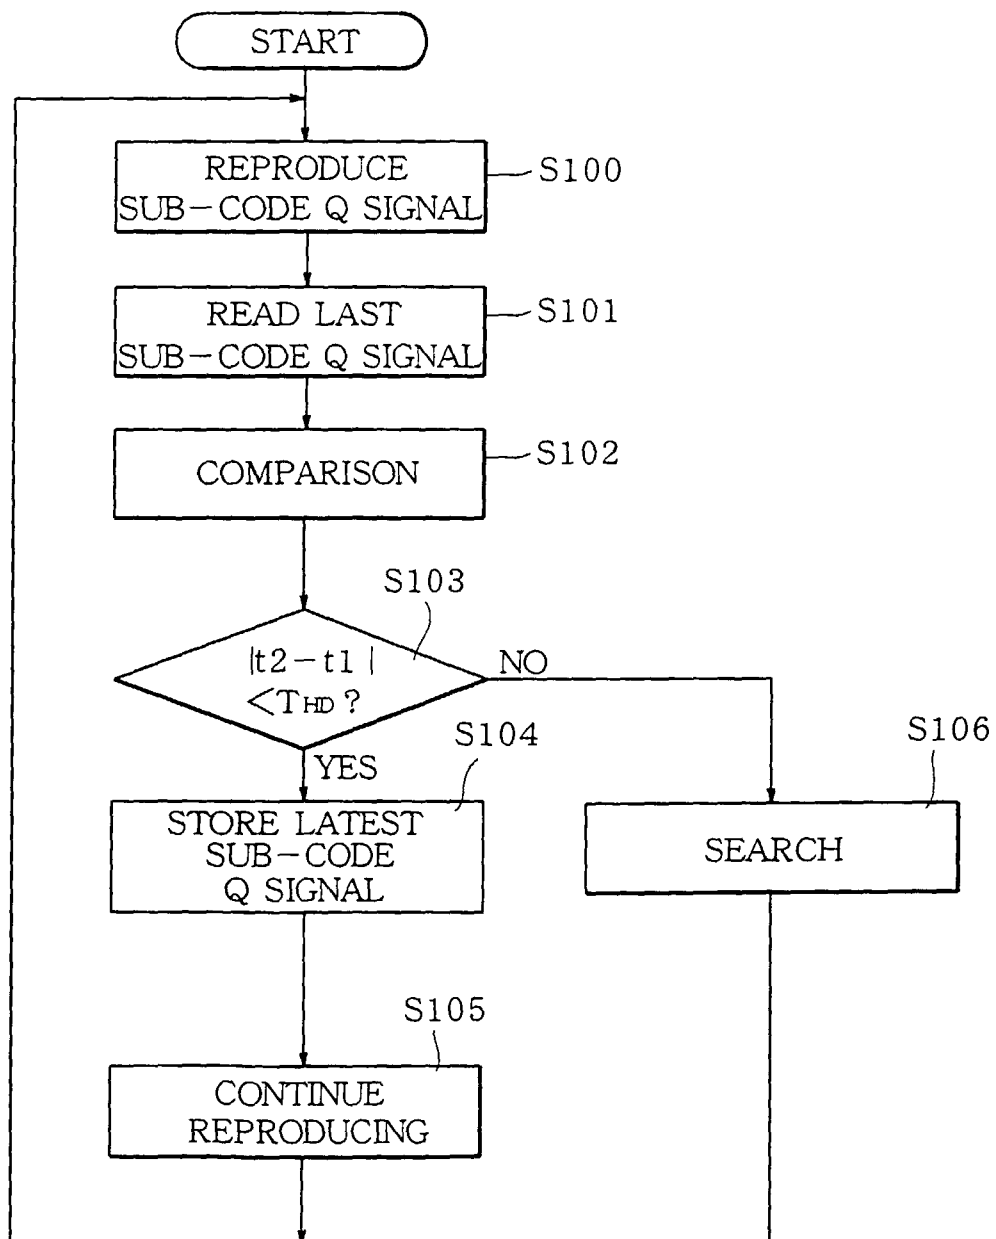 START
REPRODUCE
SUB-CODE Q SIGNAL
S100
READ LAST
SUB-CODE Q SIGNAL
S101
COMPARISON
S102
S103
|t2-t1|
<THD?
NO
YES
S104
STORE LATEST
SUB-CODE
Q SIGNAL
S106
SEARCH
S105
CONTINUE
REPRODUCING